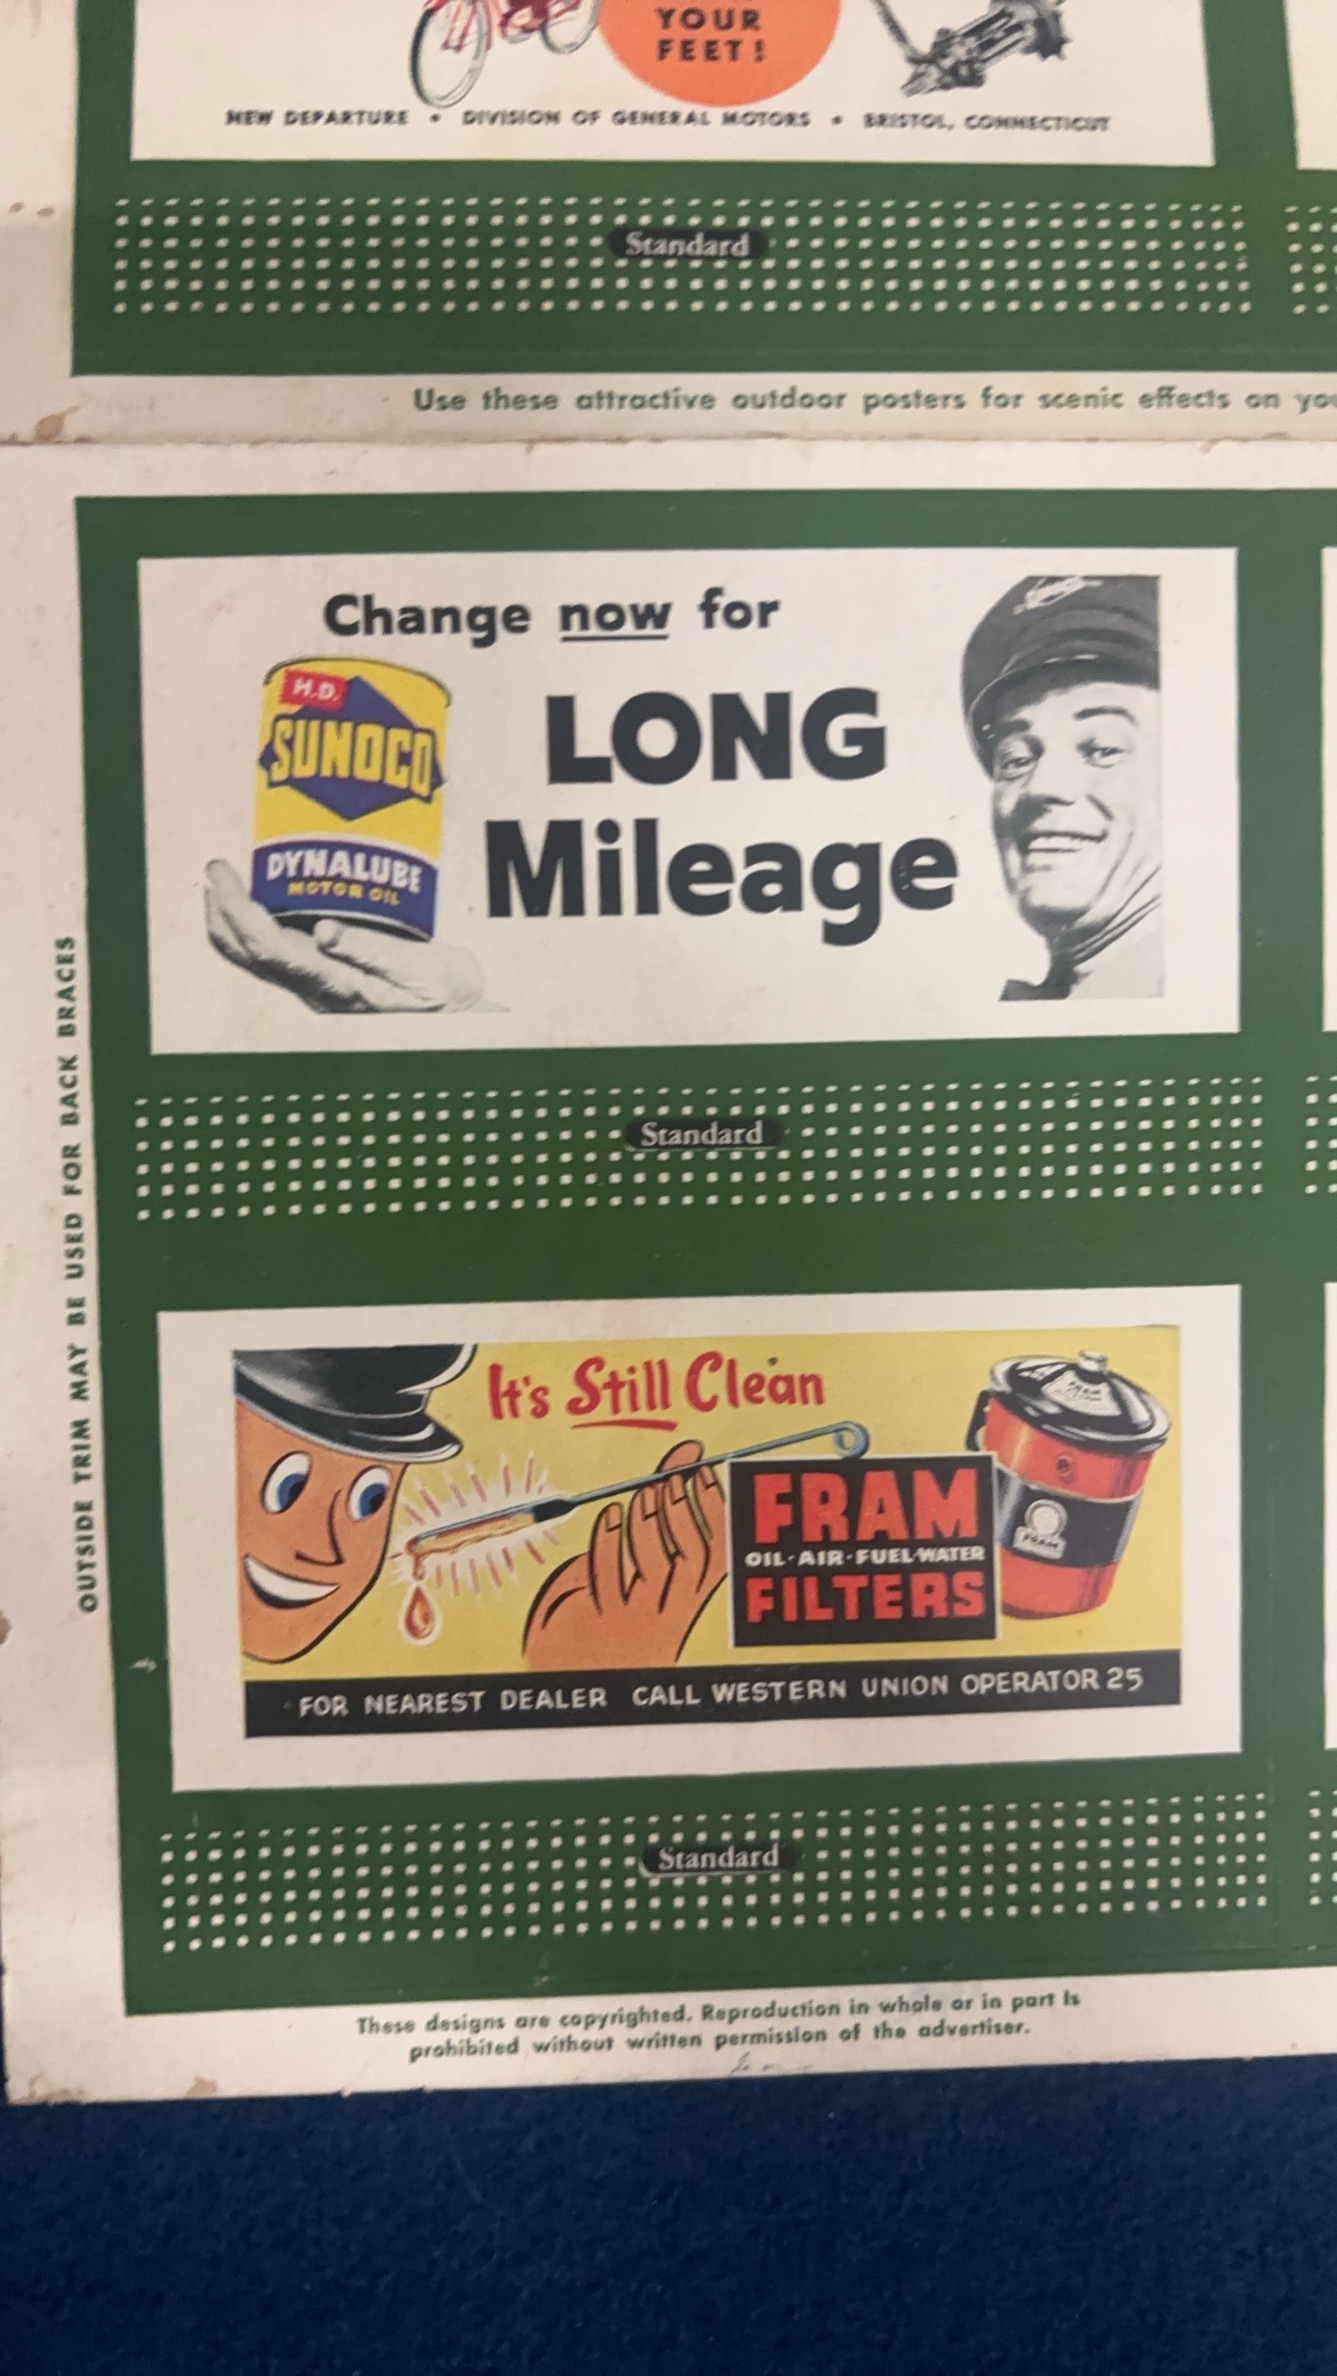 YOUR
FEET!
NEW DEPARTURE • DIVISION OF GENERAL MOTORS • BRISTOL, CONNECTICUT
Standard
Use these attractive outdoor posters for scenic effects on
Change now for
LONG
Mileage
H.D.
SUNOCO
DYNALUBE
MOTOR OIL
Standard
OUTSIDE TRIM MAY BE USED FOR BACK BRACES
It's Still Clean
FRAM
OIL·AIR·FUEL·WATER
FILTERS
FRAM
FRAM
FOR NEAREST DEALER CALL WESTERN UNION OPERATOR 25
Standard
These designs are copyrighted. Reproduction in whole or in part is
prohibited without written permission of the advertiser.